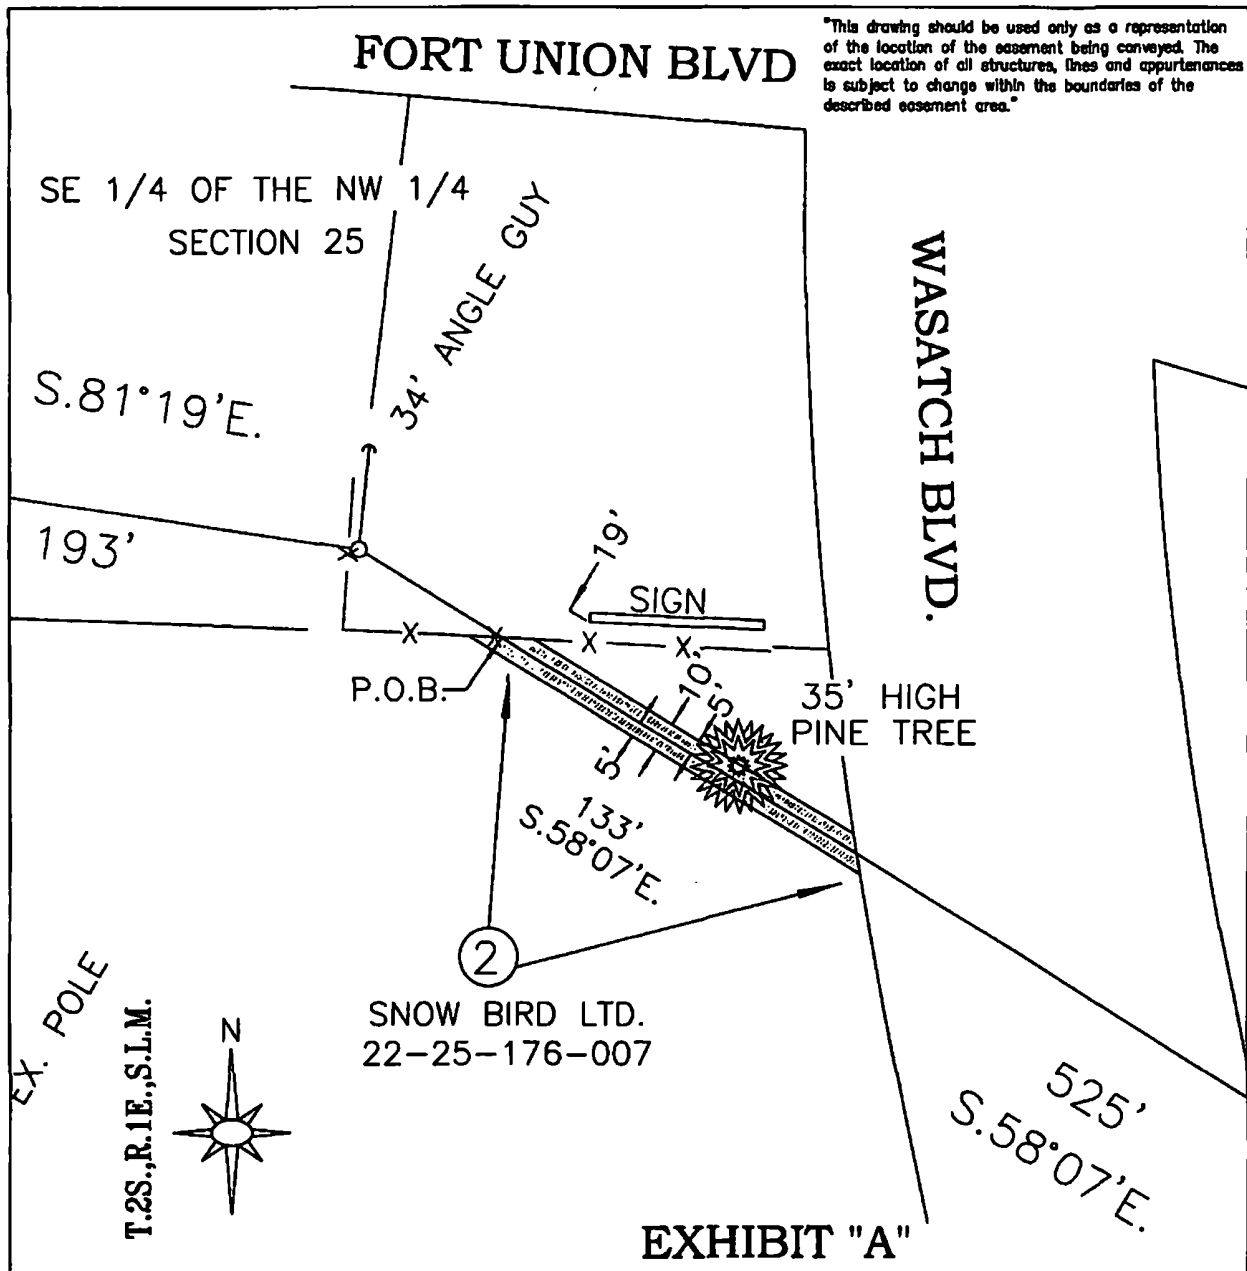 FORT UNION BLVD
"This drawing should be used only as a representation
of the location of the easement being conveyed. The
exact location of all structures, lines and appurtenances
is subject to change within the boundaries of the
described easement area."
SE 1/4 OF THE NW 1/4
SECTION 25
34' ANGLE GUY
WASATCH BLVD.
S.81°19'E.
193'
19'
SIGN
X
X
X
X
P.O.B.
10'
5'
5'
35' HIGH
PINE TREE
133'
S.58°07'E.
2
SNOW BIRD LTD.
22-25-176-007
EX. POLE
T.2S.,R.1E.,S.L.M.
N
525'
S.58°07'E.
EXHIBIT "A"